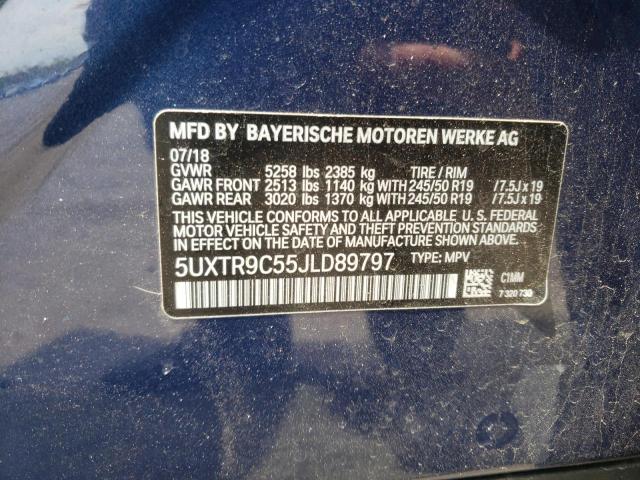 MFD BY BAYERISCHE MOTOREN WERKE AG
07/18
GVWR 5258 lbs 2385 kg TIRE / RIM
GAWR FRONT 2513 lbs 1140 kg WITH 245/50 R19 /7.5J x 19
GAWR REAR 3020 lbs 1370 kg WITH 245/50 R19 /7.5J x 19
THIS VEHICLE CONFORMS TO ALL APPLICABLE U. S. FEDERAL
MOTOR VEHICLE SAFETY AND THEFT PREVENTION STANDARDS
IN EFFECT ON THE DATE OF MANUFACTURE SHOWN ABOVE.
5UXTR9C55JLD89797 TYPE: MPV
C1MM
7 320 730